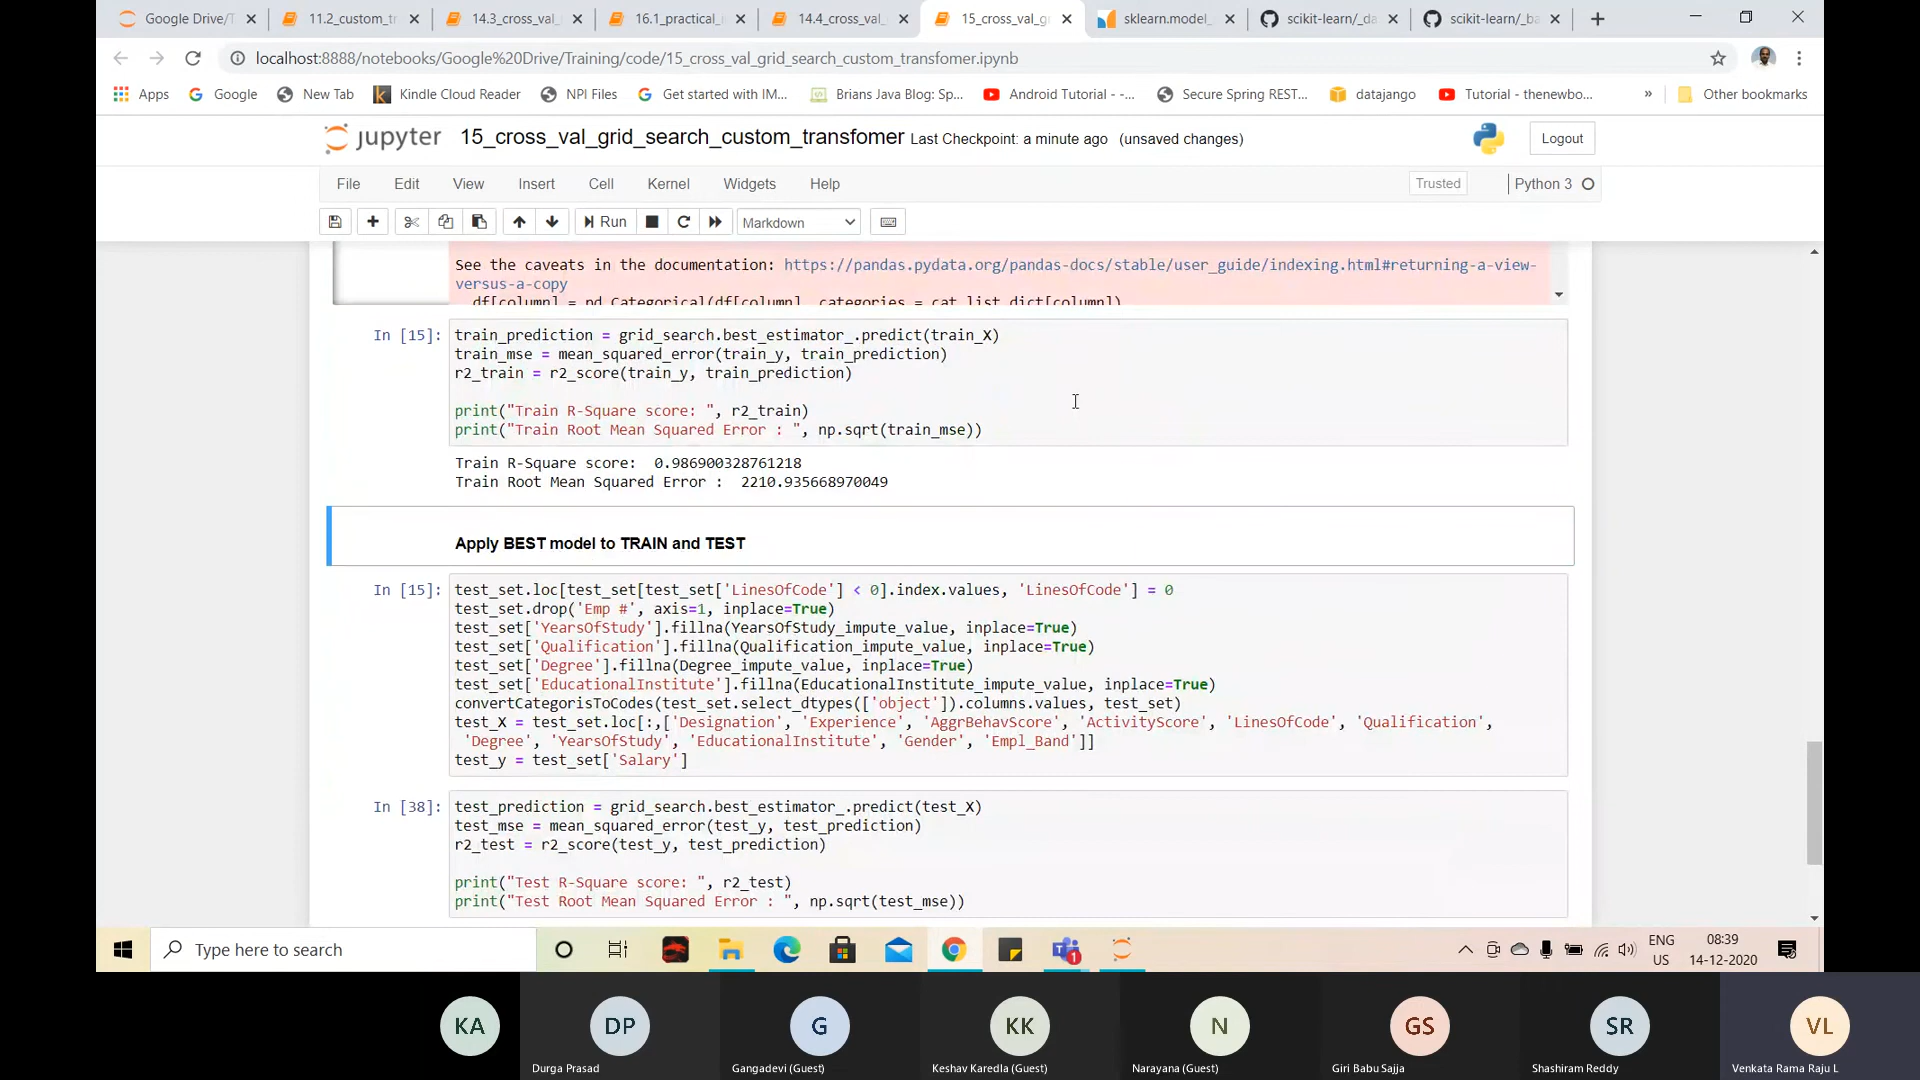 Google Drive/T
11.2_custom_tr
14.3_cross_val_
16.1_practical_
14.4_cross_val_
15_cross_val_g
sklearn.model_
scikit-learn/_da
scikit-learn/_ba
localhost:8888/notebooks/Google%20Drive/Training/code/15_cross_val_grid_search_custom_transfomer.ipynb
Apps
Google
New Tab
Kindle Cloud Reader
NPI Files
Get started with IM...
Brians Java Blog: Sp...
Android Tutorial - -...
Secure Spring REST...
datajango
Tutorial - thenewbo...
»
Other bookmarks
jupyter 15_cross_val_grid_search_custom_transfomer Last Checkpoint: a minute ago (unsaved changes)
Logout
File Edit View Insert Cell Kernel Widgets Help
Trusted
Python 3
Run
Markdown
See the caveats in the documentation: https://pandas.pydata.org/pandas-docs/stable/user_guide/indexing.html#returning-a-view-
versus-a-copy
df[column] = pd.Categorical(df[column], categories = cat_list_dict[column])
In [15]: train_prediction = grid_search.best_estimator_.predict(train_X)
train_mse = mean_squared_error(train_y, train_prediction)
r2_train = r2_score(train_y, train_prediction)
print("Train R-Square score: ", r2_train)
print("Train Root Mean Squared Error : ", np.sqrt(train_mse))
Train R-Square score:  0.986900328761218
Train Root Mean Squared Error :  2210.935668970049
Apply BEST model to TRAIN and TEST
In [15]: test_set.loc[test_set[test_set['LinesOfCode'] < 0].index.values, 'LinesOfCode'] = 0
test_set.drop('Emp #', axis=1, inplace=True)
test_set['YearsOfStudy'].fillna(YearsOfStudy_impute_value, inplace=True)
test_set['Qualification'].fillna(Qualification_impute_value, inplace=True)
test_set['Degree'].fillna(Degree_impute_value, inplace=True)
test_set['EducationalInstitute'].fillna(EducationalInstitute_impute_value, inplace=True)
convertCategorisToCodes(test_set.select_dtypes(['object']).columns.values, test_set)
test_X = test_set.loc[:,['Designation', 'Experience', 'AggrBehavScore', 'ActivityScore', 'LinesOfCode', 'Qualification',
'Degree', 'YearsOfStudy', 'EducationalInstitute', 'Gender', 'Empl_Band']]
test_y = test_set['Salary']
In [38]: test_prediction = grid_search.best_estimator_.predict(test_X)
test_mse = mean_squared_error(test_y, test_prediction)
r2_test = r2_score(test_y, test_prediction)
print("Test R-Square score: ", r2_test)
print("Test Root Mean Squared Error : ", np.sqrt(test_mse))
Type here to search
1
ENG
US
08:39
14-12-2020
KA
DP
G
KK
N
GS
SR
VL
Durga Prasad
Gangadevi (Guest)
Keshav Karedla (Guest)
Narayana (Guest)
Giri Babu Sajja
Shashiram Reddy
Venkata Rama Raju L